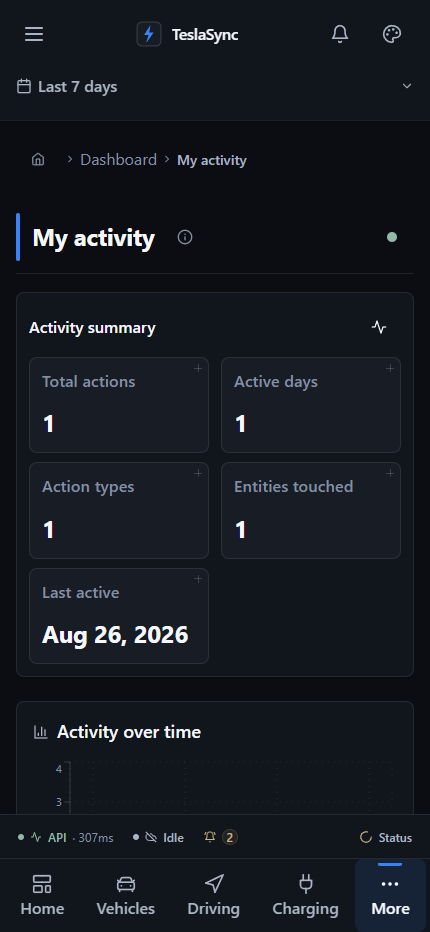 TeslaSync
Last 7 days
Dashboard My activity
My activity
Activity summary
Total actions
1
Active days
1
Action types
1
Entities touched
1
Last active
Aug 26, 2026
Activity over time
4
3
API · 307ms Idle 2 Status
Home Vehicles Driving Charging More